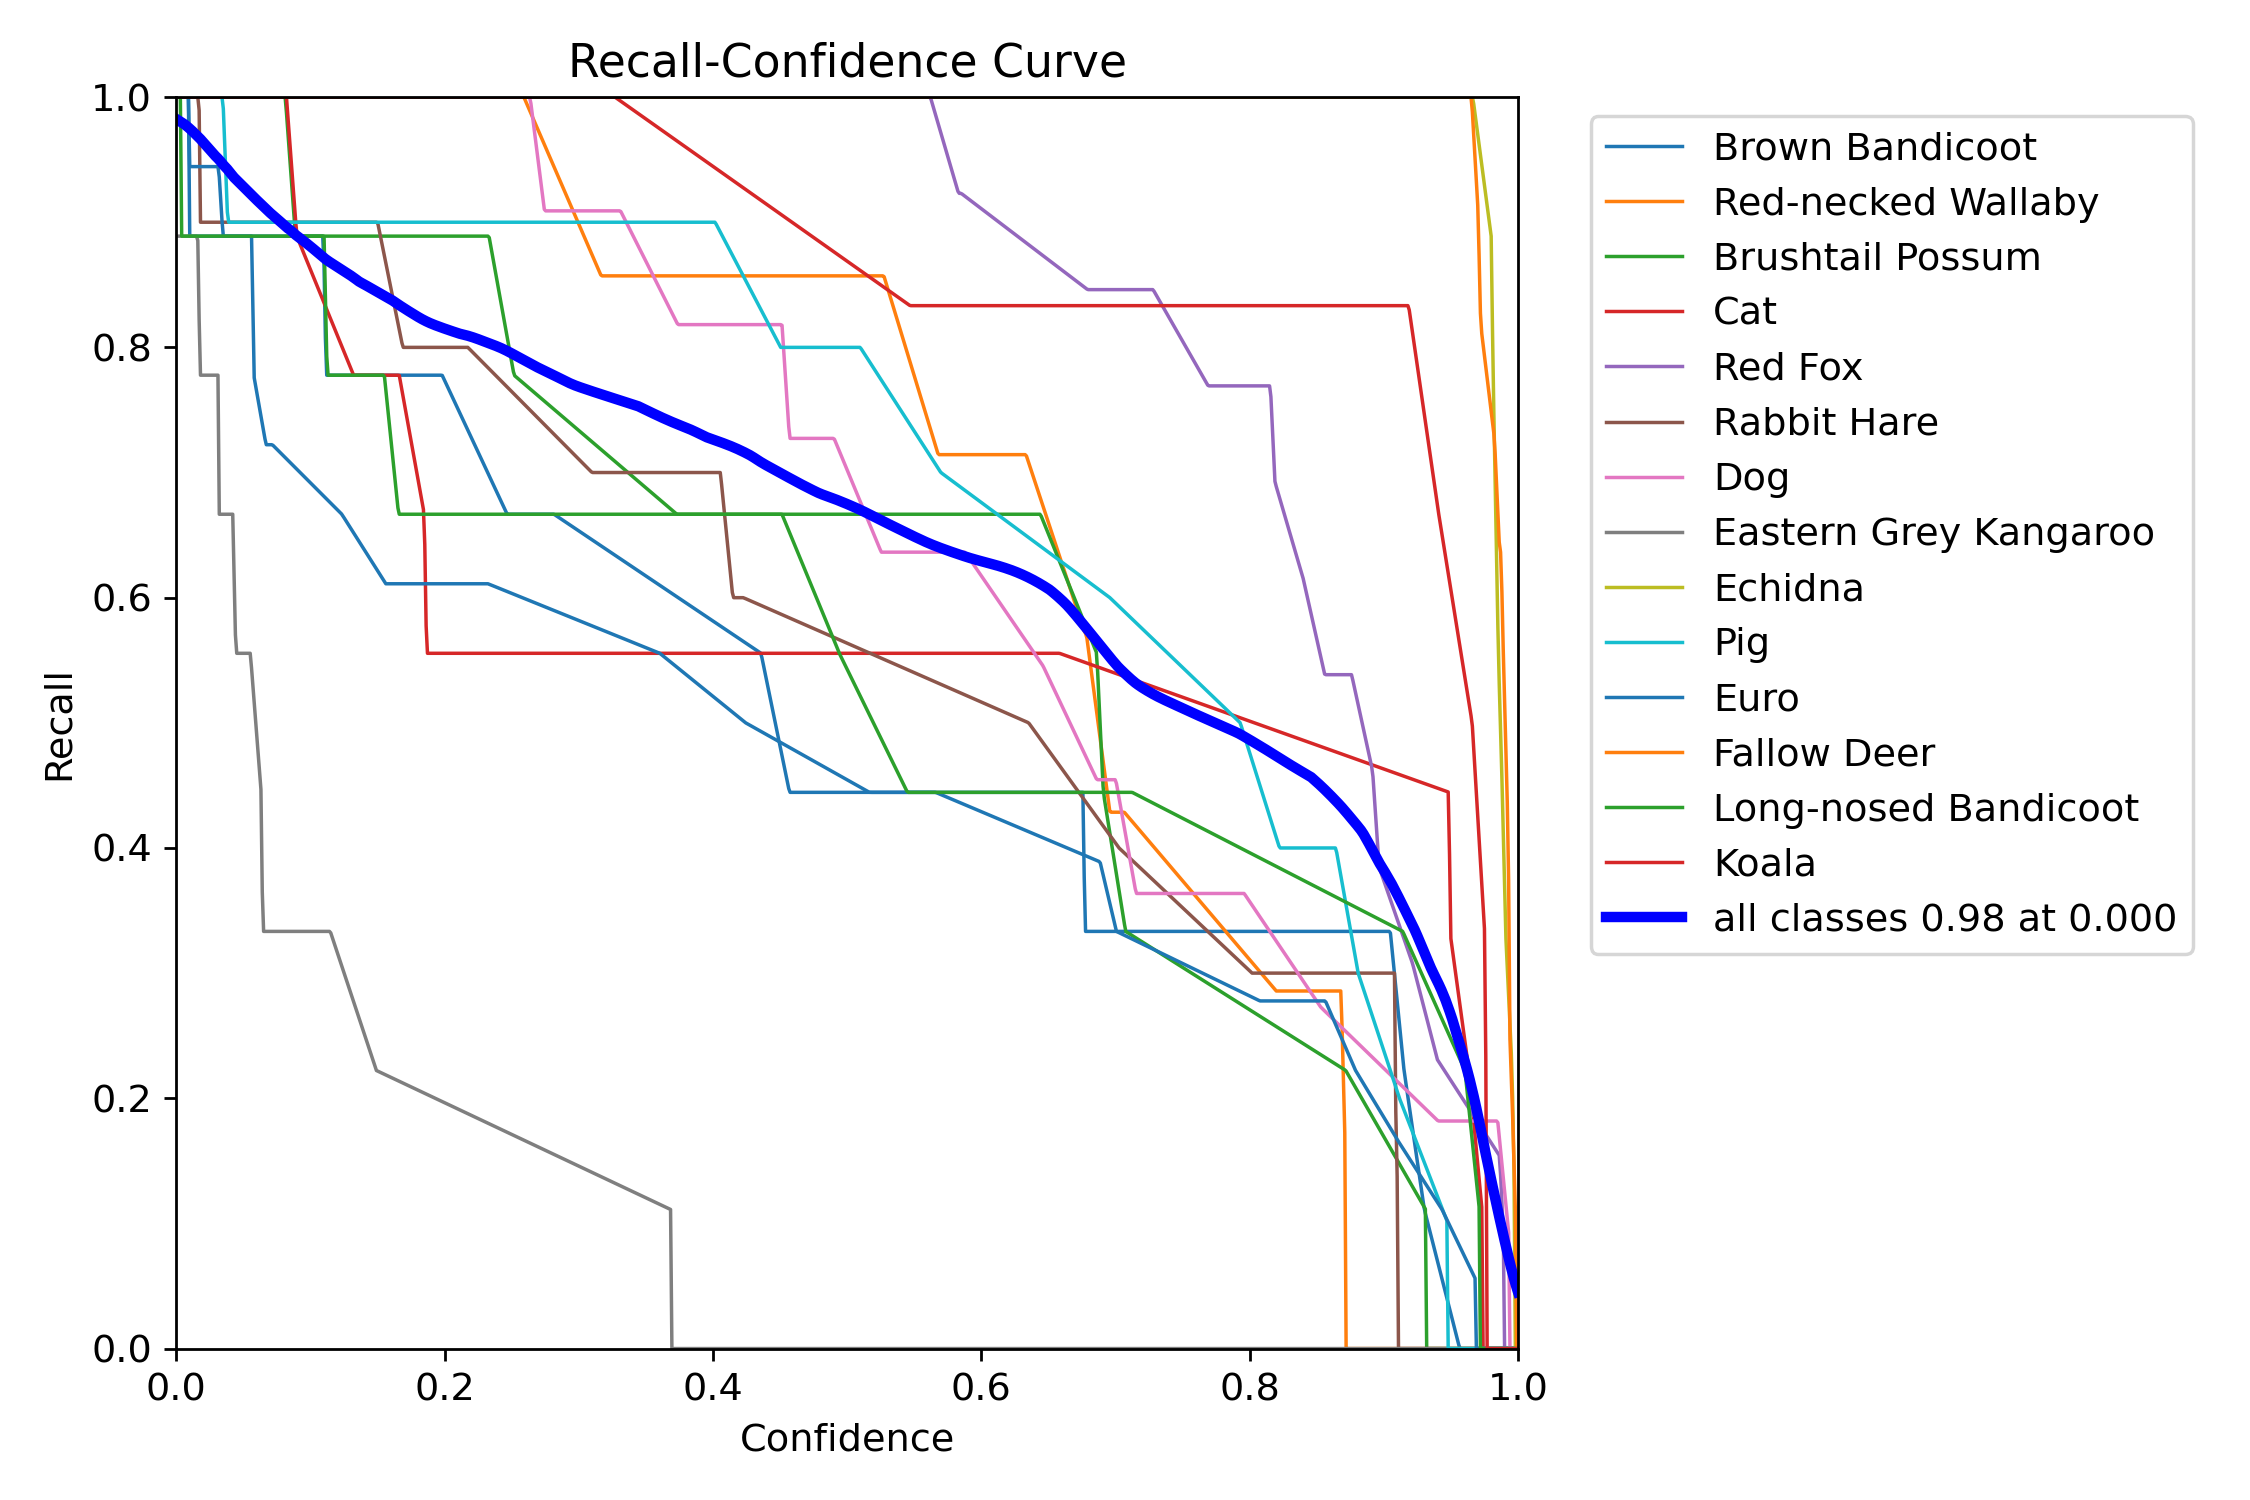 Recall-Confidence Curve
1.0
0.8
0.6
0.4
0.2
0.0
Recall
0.0 0.2 0.4 0.6 0.8 1.0
Confidence
Brown Bandicoot
Red-necked Wallaby
Brushtail Possum
Cat
Red Fox
Rabbit Hare
Dog
Eastern Grey Kangaroo
Echidna
Pig
Euro
Fallow Deer
Long-nosed Bandicoot
Koala
all classes 0.98 at 0.000